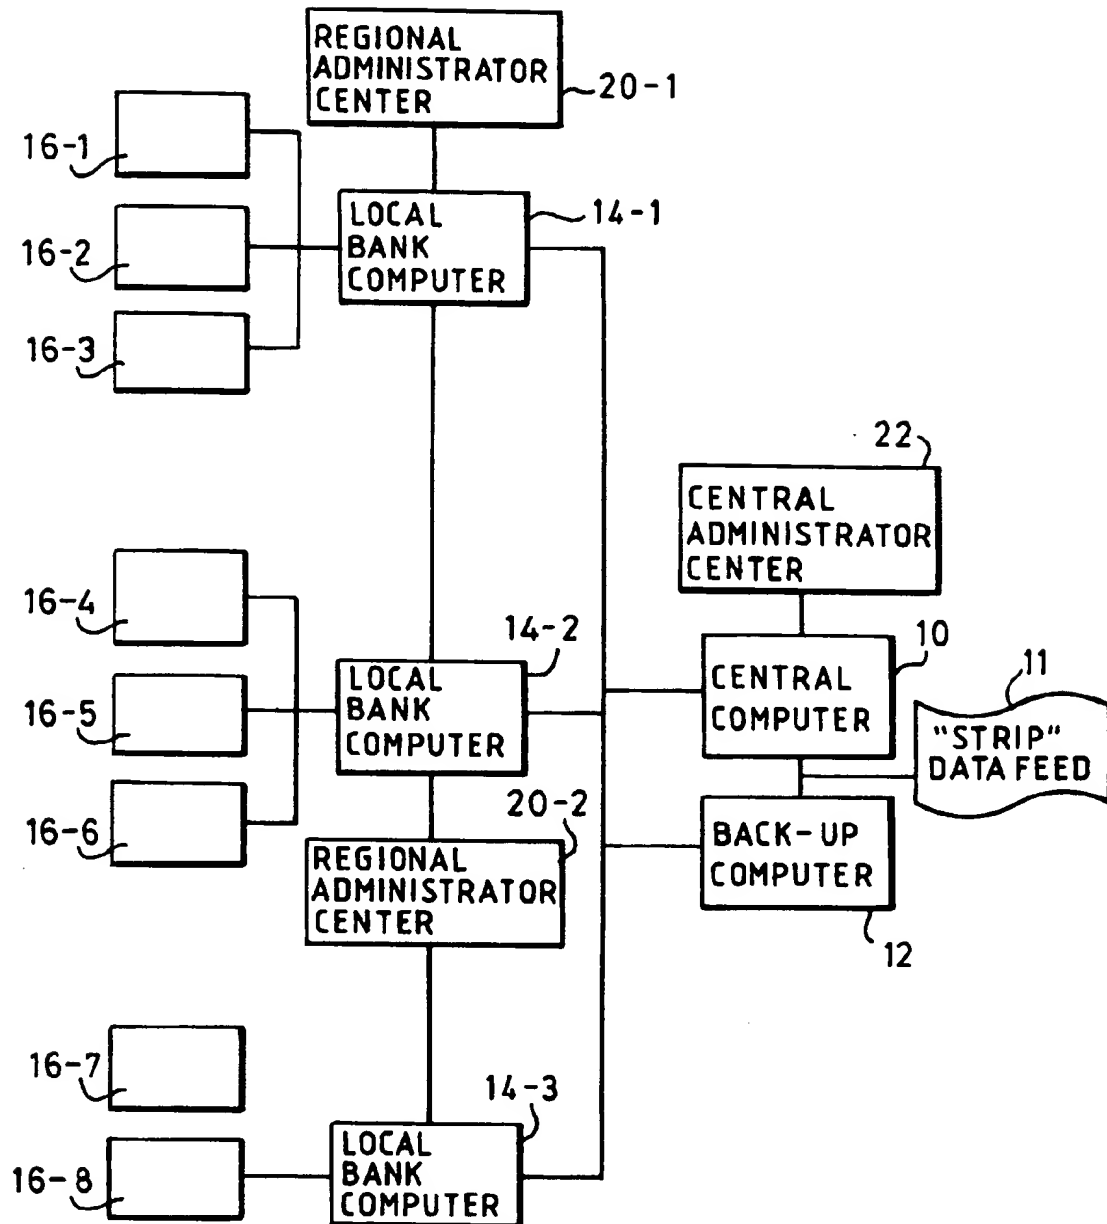 REGIONAL
ADMINISTRATOR
CENTER
20-1
16-1
LOCAL
BANK
COMPUTER
14-1
16-2
16-3
22
CENTRAL
ADMINISTRATOR
CENTER
16-4
14-2
10
11
LOCAL
BANK
COMPUTER
CENTRAL
COMPUTER
16-5
"STRIP"
DATA FEED
16-6
20-2
BACK-UP
COMPUTER
12
REGIONAL
ADMINISTRATOR
CENTER
16-7
14-3
LOCAL
BANK
COMPUTER
16-8